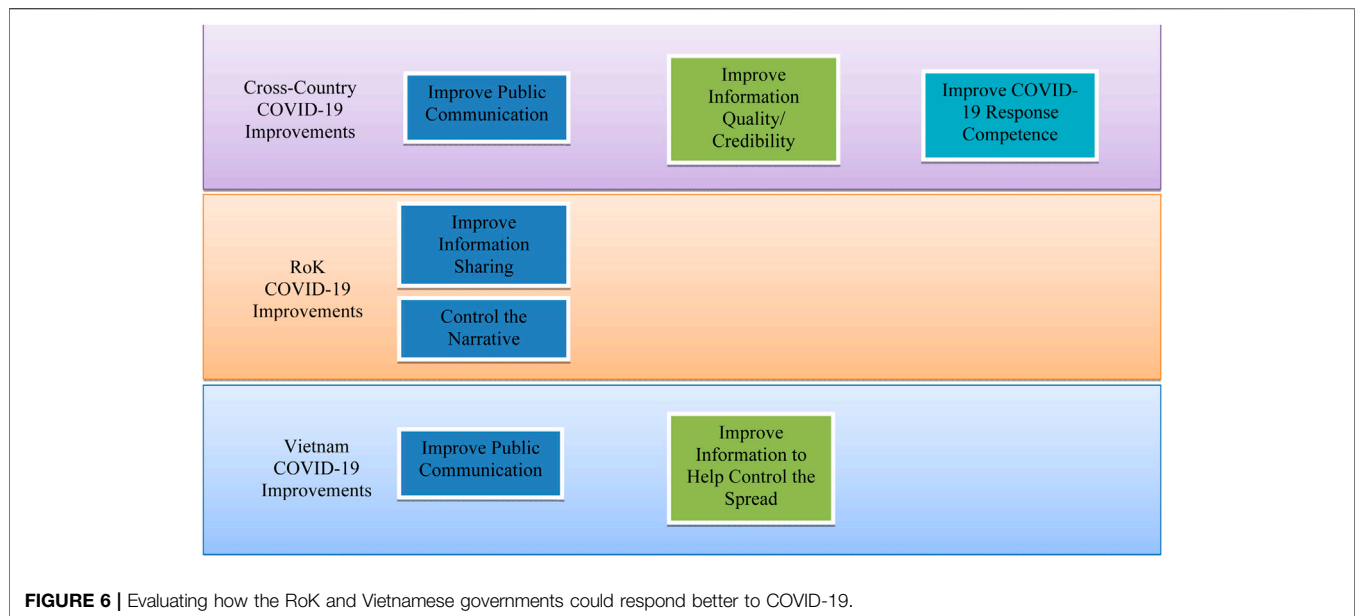 Cross-Country
COVID-19
Improvements
Improve Public
Communication
Improve
Information
Quality/
Credibility
Improve COVID-
19 Response
Competence
RoK
COVID-19
Improvements
Improve
Information
Sharing
Control the
Narrative
Vietnam
COVID-19
Improvements
Improve Public
Communication
Improve
Information to
Help Control the
Spread
FIGURE 6 | Evaluating how the RoK and Vietnamese governments could respond better to COVID-19.